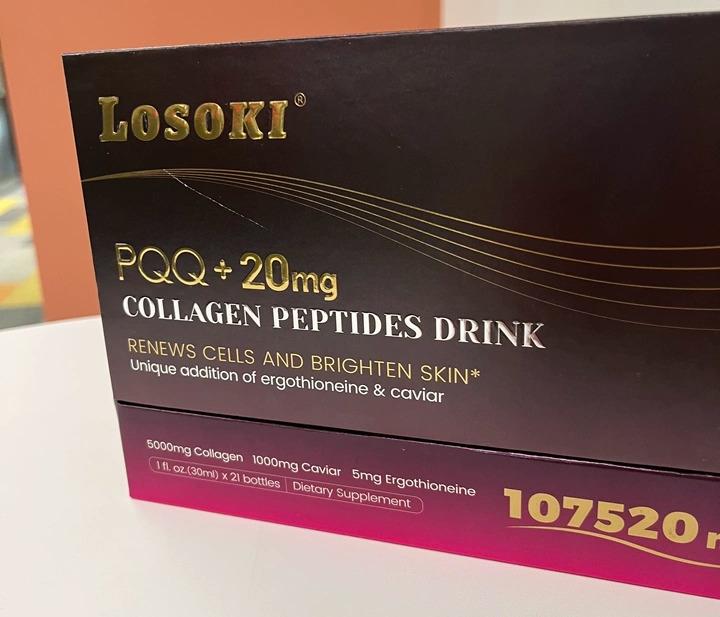 LOSOKI®
PQQ + 20mg
COLLAGEN PEPTIDES DRINK
RENEWS CELLS AND BRIGHTEN SKIN*
Unique addition of ergothioneine & caviar
5000mg Collagen 1000mg Caviar 5mg Ergothioneine
1 fl. oz.(30ml) x 21 bottles Dietary Supplement
107520